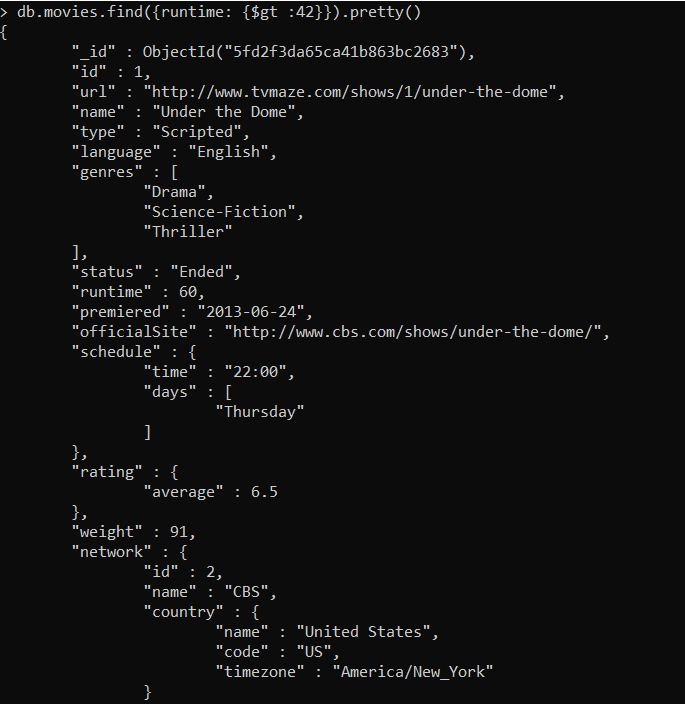 > db.movies.find({runtime: {$gt :42}}).pretty()
{
        "_id" : ObjectId("5fd2f3da65ca41b863bc2683"),
        "id" : 1,
        "url" : "http://www.tvmaze.com/shows/1/under-the-dome",
        "name" : "Under the Dome",
        "type" : "Scripted",
        "language" : "English",
        "genres" : [
                "Drama",
                "Science-Fiction",
                "Thriller"
        ],
        "status" : "Ended",
        "runtime" : 60,
        "premiered" : "2013-06-24",
        "officialSite" : "http://www.cbs.com/shows/under-the-dome/",
        "schedule" : {
                "time" : "22:00",
                "days" : [
                        "Thursday"
                ]
        },
        "rating" : {
                "average" : 6.5
        },
        "weight" : 91,
        "network" : {
                "id" : 2,
                "name" : "CBS",
                "country" : {
                        "name" : "United States",
                        "code" : "US",
                        "timezone" : "America/New_York"
                }